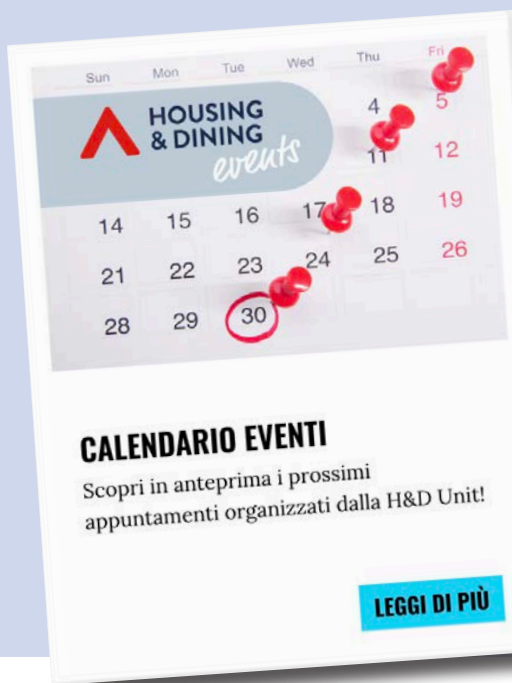 Sun Mon Tue Wed Thu Fri
HOUSING
& DINING
events
4 5
11 12
14 15 16 17 18 19
21 22 23 24 25 26
28 29 30
CALENDARIO EVENTI
Scopri in anteprima i prossimi
appuntamenti organizzati dalla H&D Unit!
LEGGI DI PIÙ